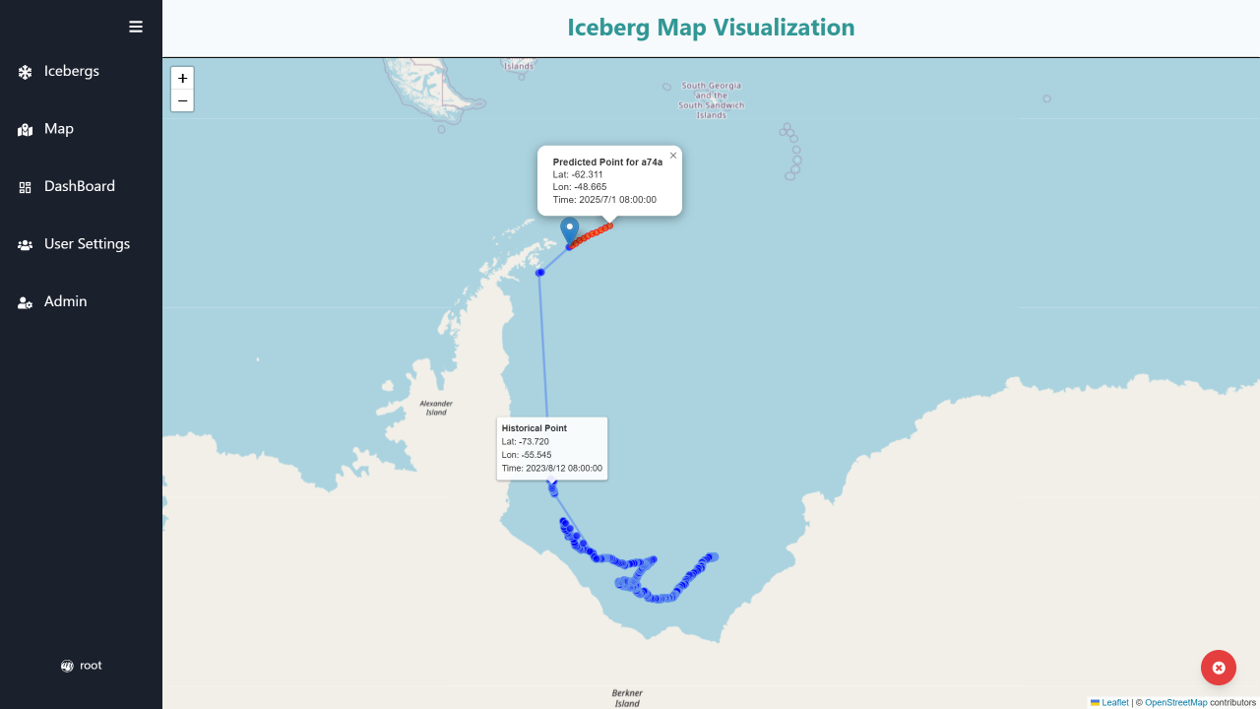 Iceberg Map Visualization
Icebergs
Map
DashBoard
User Settings
Admin
root
+
−
Islands
South Georgia
and the
South Sandwich
Islands
Predicted Point for a74a
×
Lat: -62.311
Lon: -48.665
Time: 2025/7/1 08:00:00
Alexander
Island
Historical Point
Lat: -73.720
Lon: -55.545
Time: 2023/8/12 08:00:00
Berkner
Island
Leaflet | © OpenStreetMap contributors